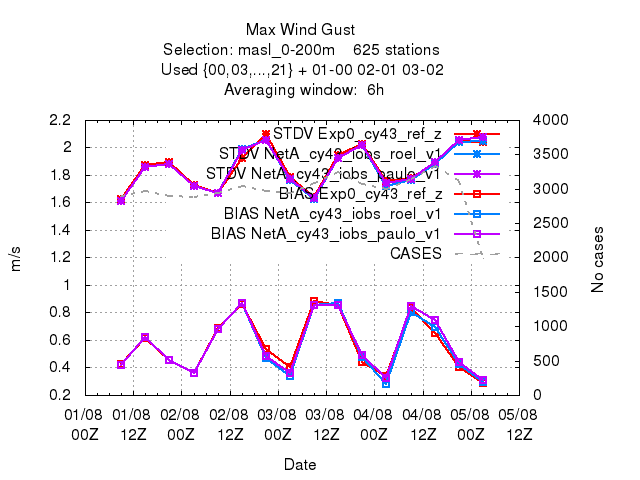 Max Wind Gust
Selection: masl_0-200m    625 stations
Used {00,03,...,21} + 01-00 02-01 03-02
Averaging window:  6h
STDV Exp0_cy43_ref_z
STDV NetA_cy43_iobs_roel_v1
STDV NetA_cy43_iobs_paulo_v1
BIAS Exp0_cy43_ref_z
BIAS NetA_cy43_iobs_roel_v1
BIAS NetA_cy43_iobs_paulo_v1
CASES
m/s
2.2
2
1.8
1.6
1.4
1.2
1
0.8
0.6
0.4
0.2
No cases
4000
3500
3000
2500
2000
1500
1000
500
0
01/08 01/08 02/08 02/08 03/08 03/08 04/08 04/08 05/08 05/08
00Z 12Z 00Z 12Z 00Z 12Z 00Z 12Z 00Z 12Z
Date